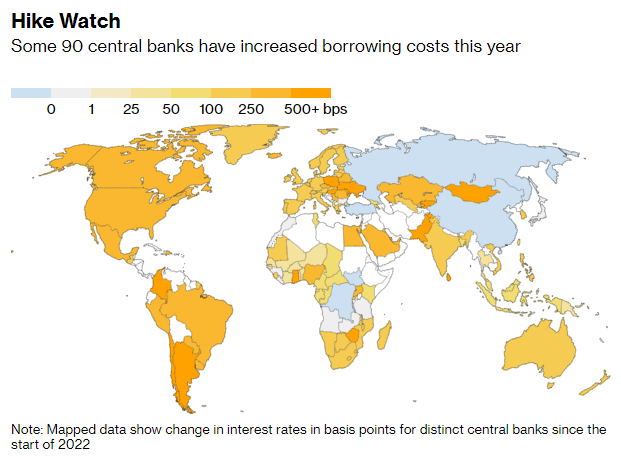 Hike Watch
Some 90 central banks have increased borrowing costs this year
0 1 25 50 100 250 500+ bps
Note: Mapped data show change in interest rates in basis points for distinct central banks since the
start of 2022